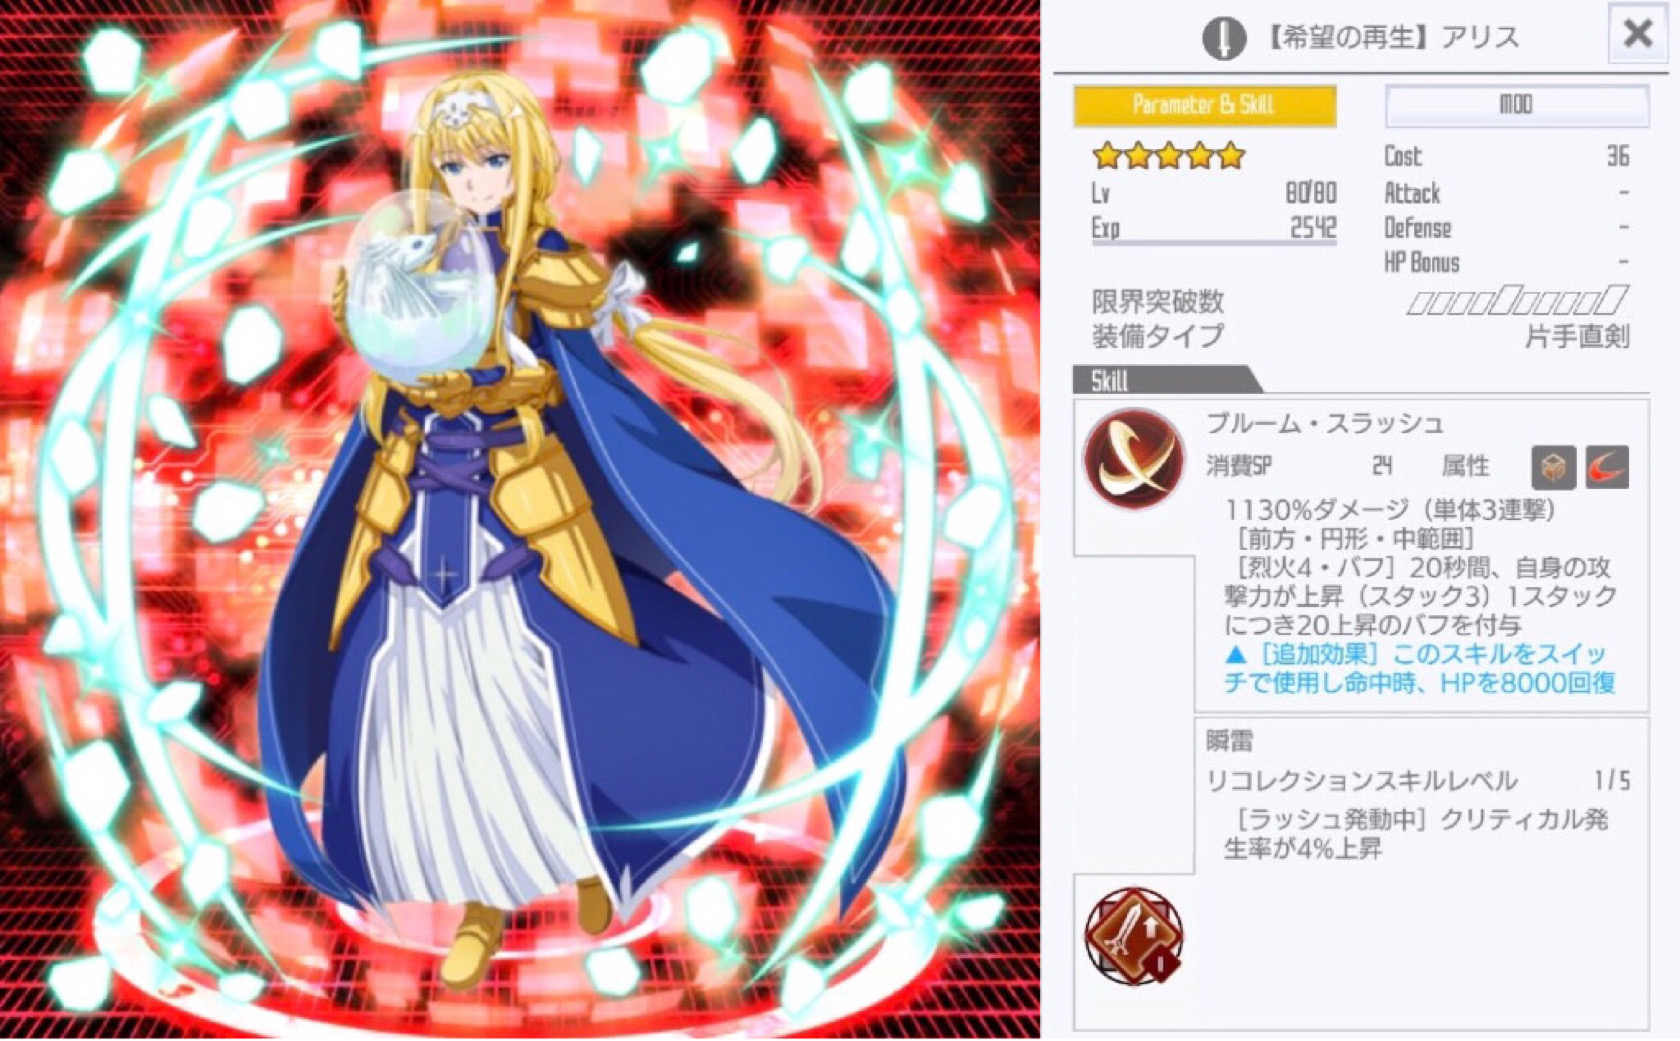 【希望の再生】アリス
Parameter & Skill
MOD
Lv 80/80
Exp 2542
Cost 36
Attack -
Defense -
HP Bonus -
限界突破数
装備タイプ 片手直剣
Skill
ブルーム・スラッシュ
消費SP 24 属性
1130%ダメージ（単体3連撃）
［前方・円形・中範囲］
［烈火4・バフ］20秒間、自身の攻
撃力が上昇（スタック3）1スタック
につき20上昇のバフを付与
▲［追加効果］このスキルをスイッ
チで使用し命中時、HPを8000回復
瞬雷
リコレクションスキルレベル 1/5
［ラッシュ発動中］クリティカル発
生率が4%上昇
I